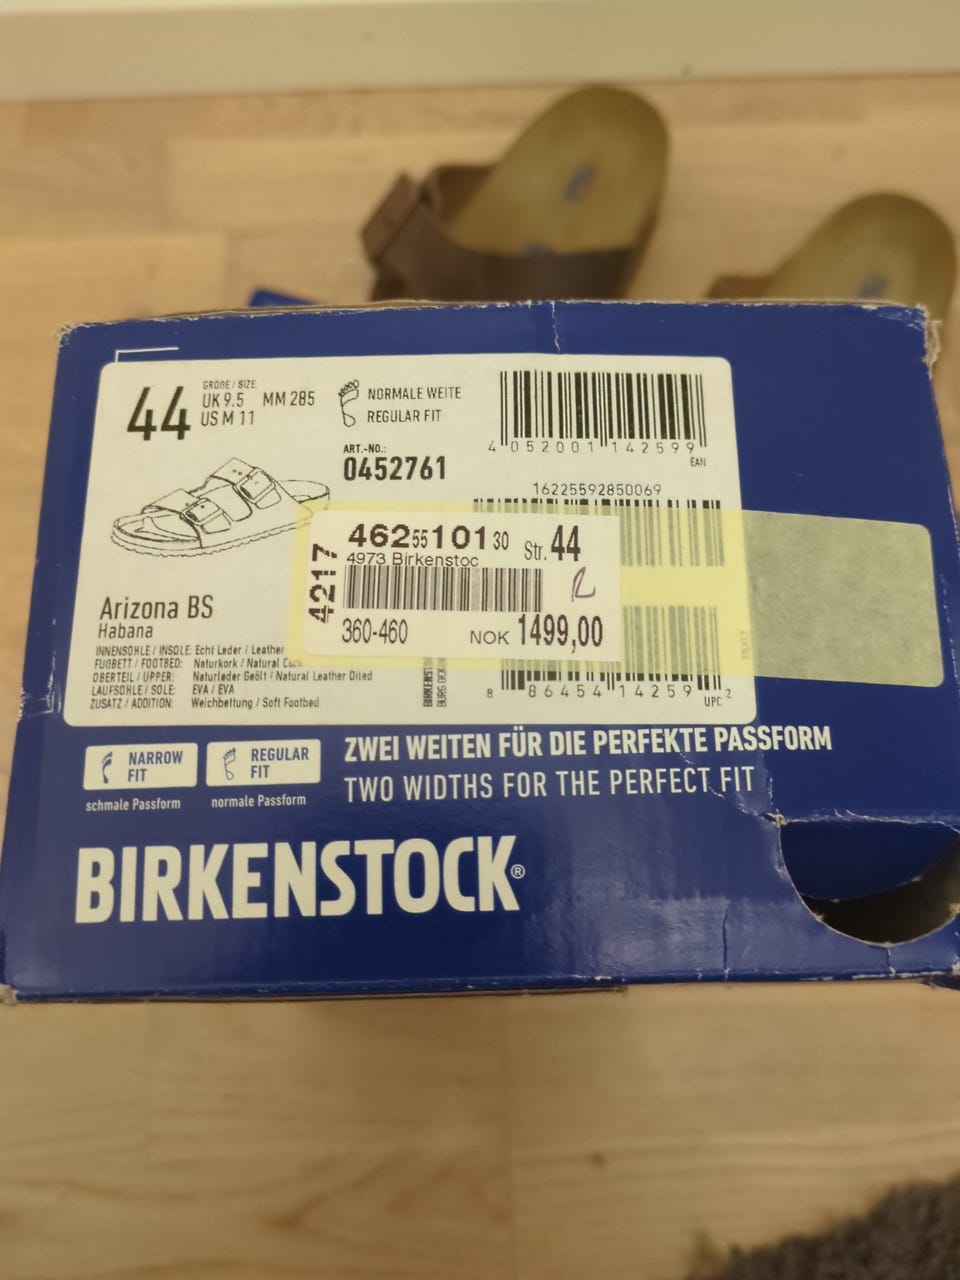 44
GRÖßE / SIZE
UK 9.5 MM 285
US M 11
NORMALE WEITE
REGULAR FIT
ART.-NO.:
0452761
4 052001 142599
EAN
16225592850069
4217
462 55 101 30 Str. 44
4973 Birkenstoc
R
360-460 NOK 1499,00
Arizona BS
Habana
INNENSOHLE / INSOLE: Echt Leder / Leather
FUßBETT / FOOTBED: Naturkork / Natural
OBERTEIL / UPPER: Naturleder Geölt / Natural Leather Oiled
LAUFSOHLE / SOLE: EVA / EVA
ZUSATZ / ADDITION: Weichbettung / Soft Footbed
8 86454 14259 2
UPC
NARROW
FIT
schmale Passform
REGULAR
FIT
normale Passform
ZWEI WEITEN FÜR DIE PERFEKTE PASSFORM
TWO WIDTHS FOR THE PERFECT FIT
BIRKENSTOCK®